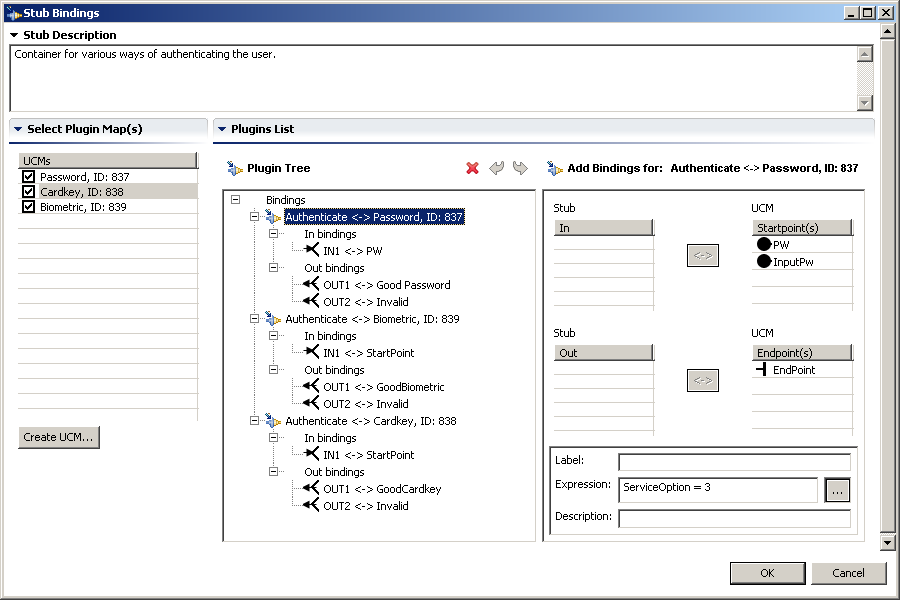 Stub Bindings
Stub Description
Container for various ways of authenticating the user.
Select Plugin Map(s)
UCMs
Password, ID: 837
Cardkey, ID: 838
Biometric, ID: 839
Create UCM...
Plugins List
Plugin Tree
Bindings
Authenticate <-> Password, ID: 837
In bindings
IN1 <-> PW
Out bindings
OUT1 <-> Good Password
OUT2 <-> Invalid
Authenticate <-> Biometric, ID: 839
In bindings
IN1 <-> StartPoint
Out bindings
OUT1 <-> GoodBiometric
OUT2 <-> Invalid
Authenticate <-> Cardkey, ID: 838
In bindings
IN1 <-> StartPoint
Out bindings
OUT1 <-> GoodCardkey
OUT2 <-> Invalid
Add Bindings for: Authenticate <-> Password, ID: 837
Stub
In
<->
UCM
Startpoint(s)
PW
InputPw
Stub
Out
<->
UCM
Endpoint(s)
EndPoint
Label:
Expression: ServiceOption = 3 ...
Description:
OK Cancel